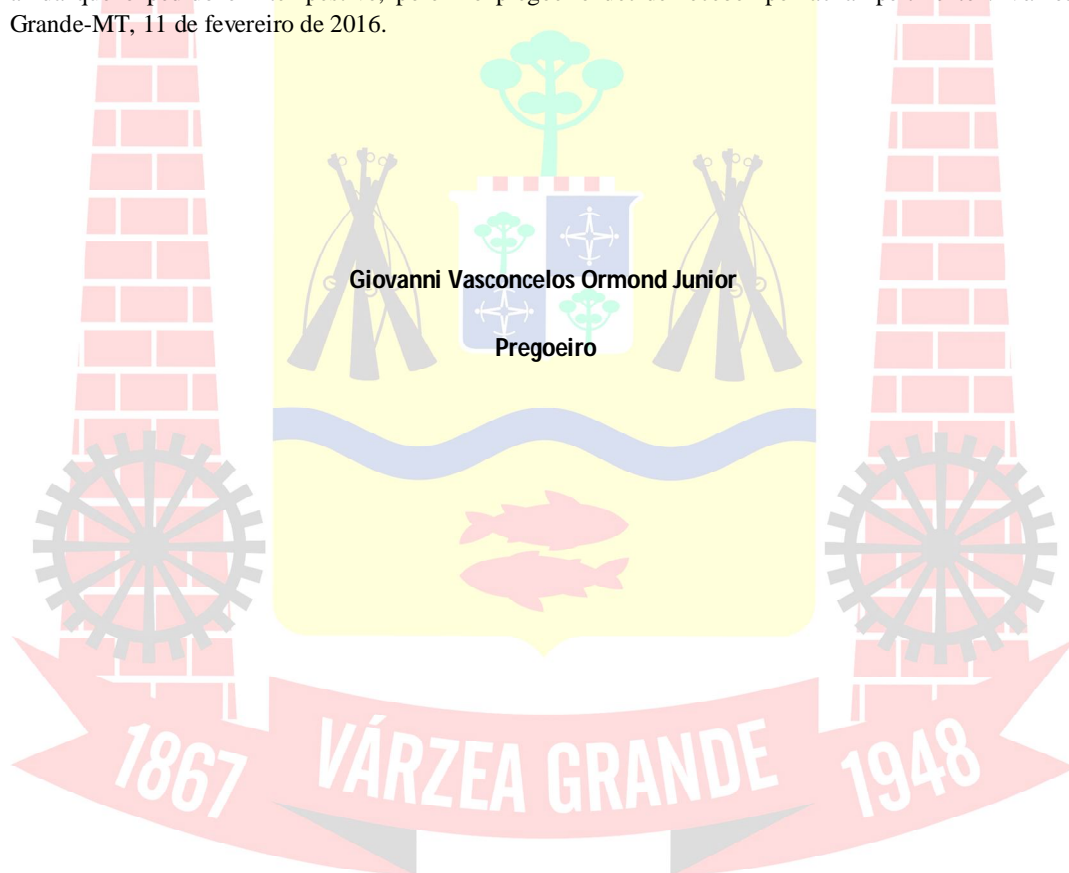 Grande-MT, 11 de fevereiro de 2016.
Giovanni Vasconcelos Ormond Junior
Pregoeiro
1867 VÁRZEA GRANDE 1948